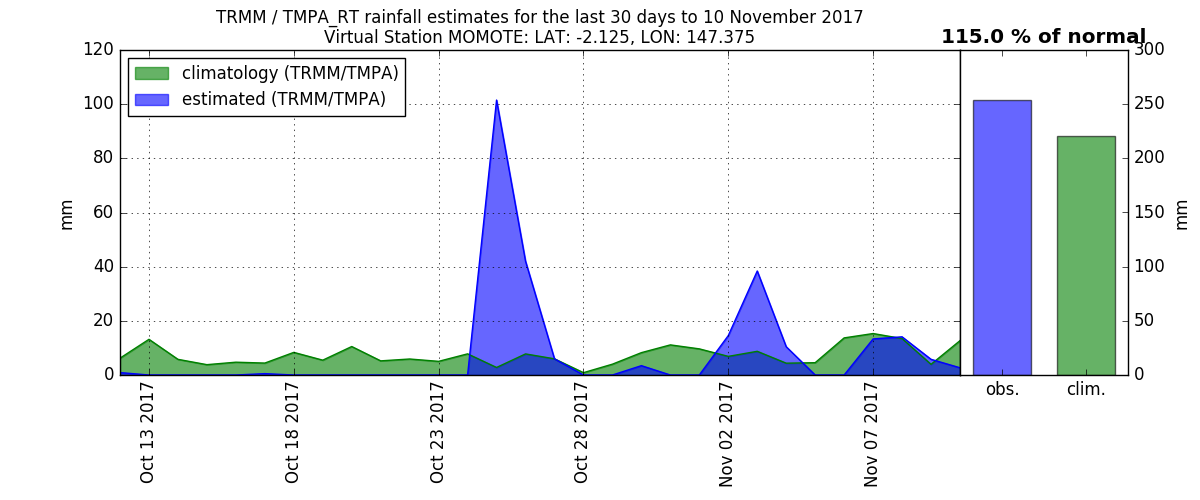 TRMM / TMPA_RT rainfall estimates for the last 30 days to 10 November 2017
Virtual Station MOMOTE: LAT: -2.125, LON: 147.375
115.0 % of normal
climatology (TRMM/TMPA)
estimated (TRMM/TMPA)
120
100
80
60
40
20
0
mm
Oct 13 2017
Oct 18 2017
Oct 23 2017
Oct 28 2017
Nov 02 2017
Nov 07 2017
obs.
clim.
300
250
200
150
100
50
0
mm